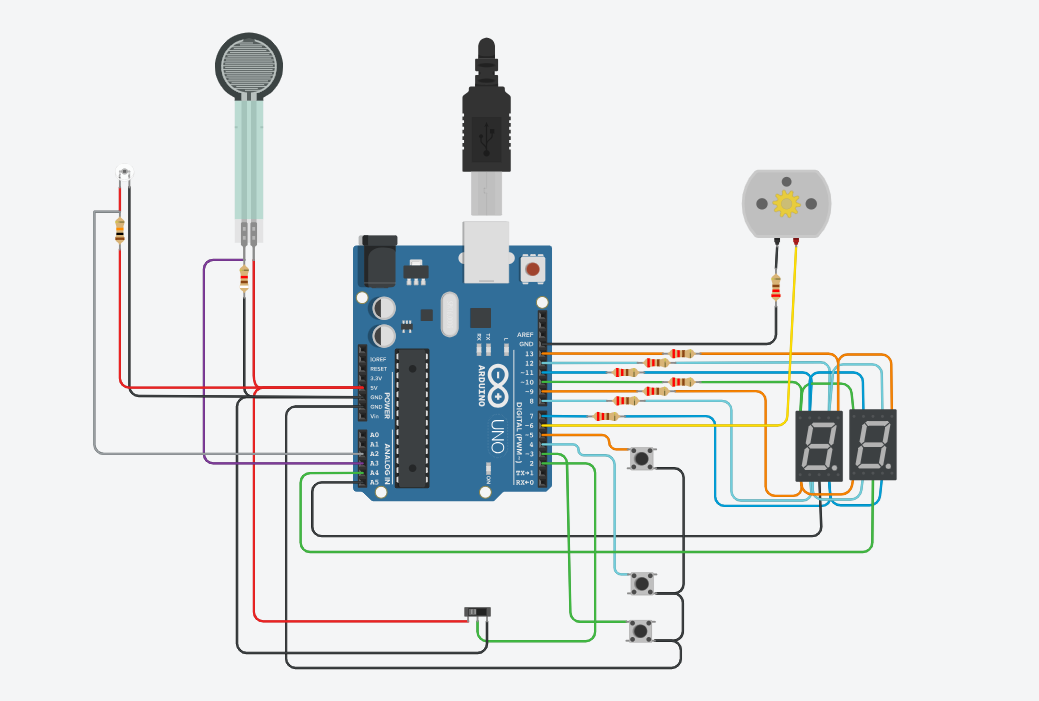 AREF
GND
13
12
~11
~10
~9
8
7
~6
~5
4
~3
2
TX→1
RX←0
DIGITAL (PWM~)
RX
TX
L
ARDUINO
UNO
ON
IOREF
RESET
3.3V
5V
GND
GND
Vin
POWER
A0
A1
A2
A3
A4
A5
ANALOG IN